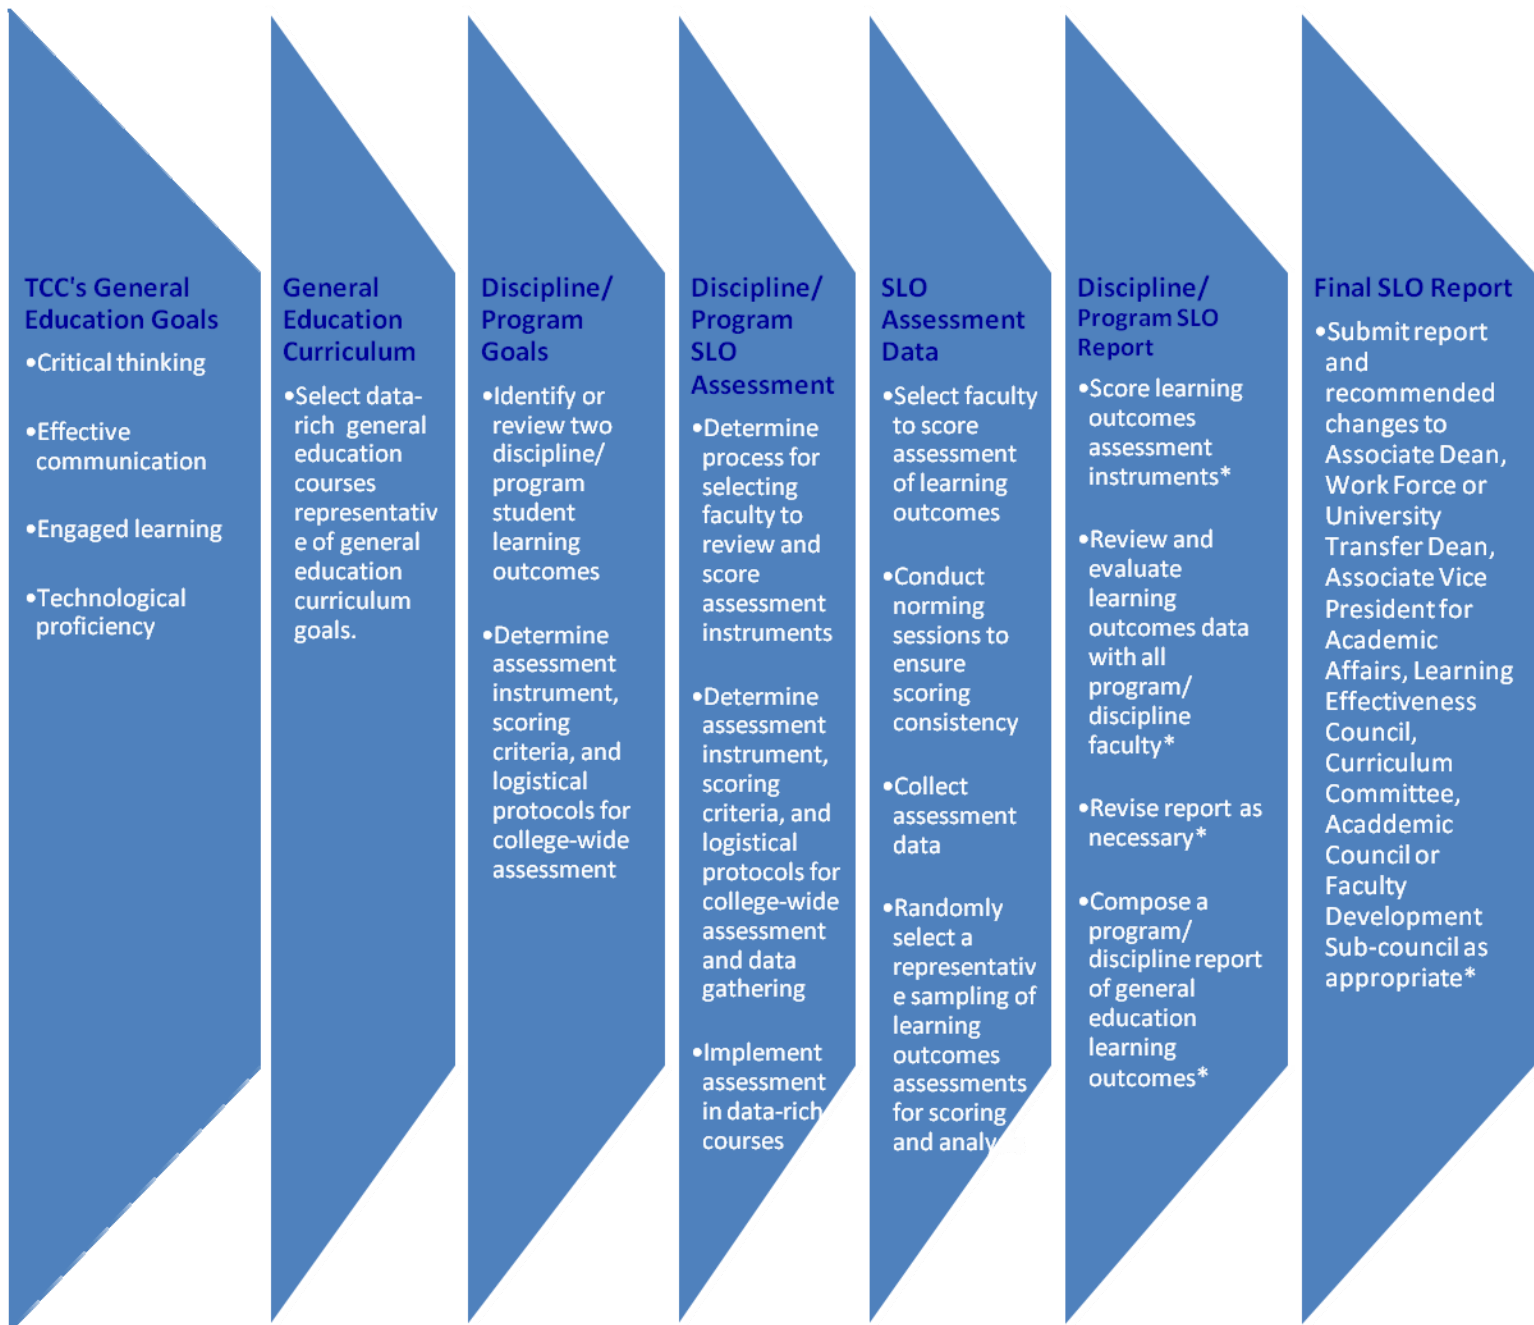 TCC's General
Education Goals
•Critical thinking
•Effective
communication
•Engaged learning
•Technological
proficiency
General
Education
Curriculum
•Select data-
rich general
education
courses
representativ
e of general
education
curriculum
goals.
Discipline/
Program
Goals
•Identify or
review two
discipline/
program
student
learning
outcomes
•Determine
assessment
instrument,
scoring
criteria, and
logistical
protocols for
college-wide
assessment
Discipline/
Program
SLO
Assessment
•Determine
process for
selecting
faculty to
review and
score
assessment
instruments
•Determine
assessment
instrument,
scoring
criteria, and
logistical
protocols for
college-wide
assessment
and data
gathering
•Implement
assessment
in data-rich
courses
SLO
Assessment
Data
•Select faculty
to score
assessment
of learning
outcomes
•Conduct
norming
sessions to
ensure
scoring
consistency
•Collect
assessment
data
•Randomly
select a
representativ
e sampling of
learning
outcomes
assessments
for scoring
and
Discipline/
Program SLO
Report
•Score learning
outcomes
assessment
instruments*
•Review and
evaluate
learning
outcomes data
with all
program/
discipline
faculty*
•Revise report as
necessary*
•Compose a
program/
discipline report
of general
education
learning
outcomes*
Final SLO Report
•Submit report
and
recommended
changes to
Associate Dean,
Work Force or
University
Transfer Dean,
Associate Vice
President for
Academic
Affairs, Learning
Effectiveness
Council,
Curriculum
Committee,
Acaddemic
Council or
Faculty
Development
Sub-council as
appropriate*